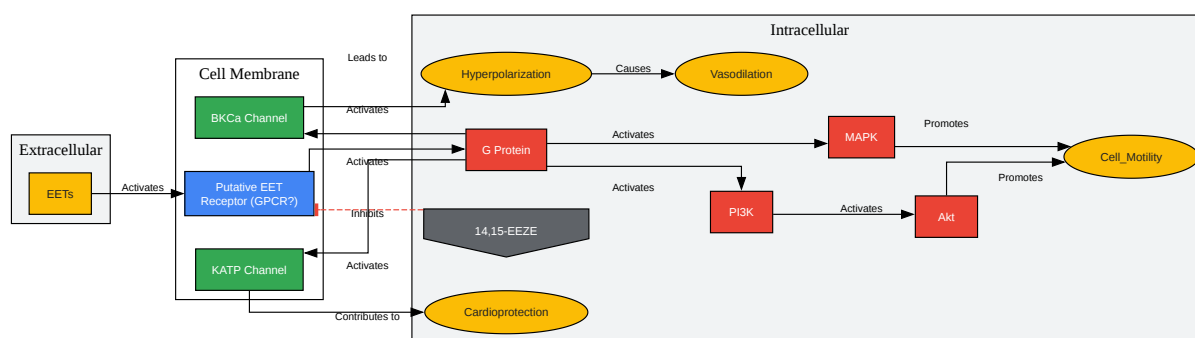 Intracellular
Leads to
Cell Membrane
Hyperpolarization
Causes
Vasodilation
BKCa Channel
Activates
Extracellular
G Protein
Activates
MAPK
Promotes
Cell_Motility
EETs
Activates
Putative EET
Receptor (GPCR?)
Activates
Activates
Promotes
Inhibits
14,15-EEZE
PI3K
Activates
Akt
KATP Channel
Activates
Contributes to
Cardioprotection